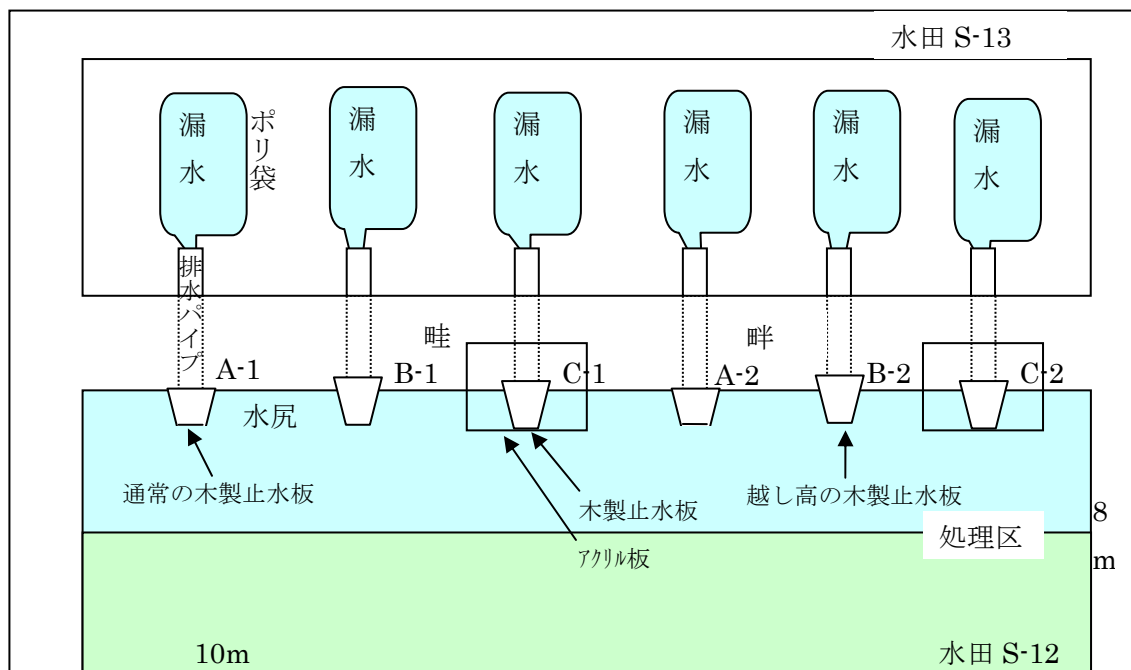 水田 S-13
漏水
漏水
漏水
漏水
漏水
漏水
ポリ袋
排水パイプ
畦
畔
A-1
B-1
C-1
A-2
B-2
C-2
水尻
通常の木製止水板
木製止水板
越し高の木製止水板
アクリル板
8
m
処理区
10m
水田 S-12